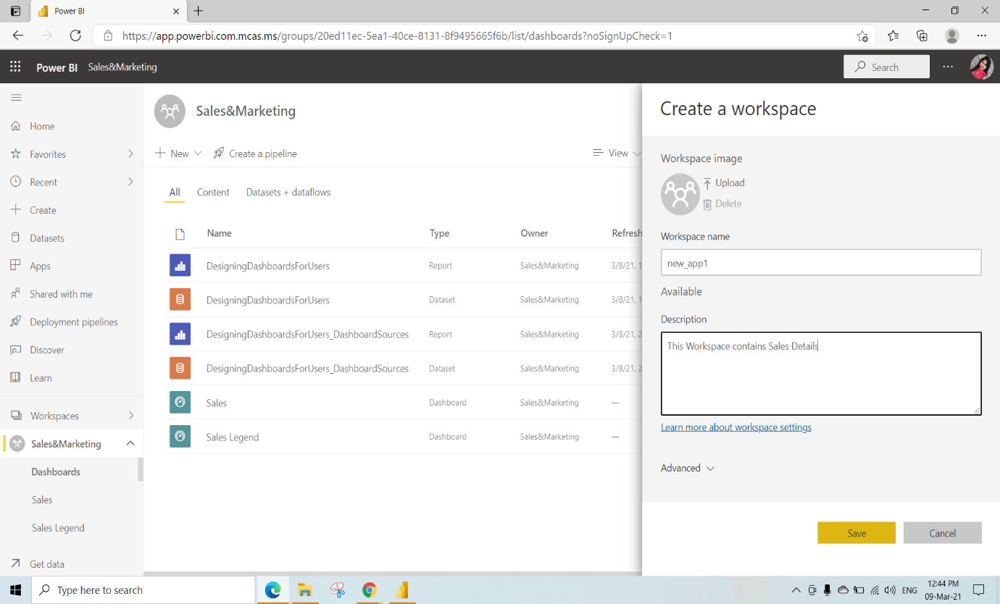 Power BI
https://app.powerbi.com.mcas.ms/groups/20ed11ec-5ea1-40ce-8131-8f9495665f6b/list/dashboards?noSignUpCheck=1
Power BI Sales&Marketing
Search
Home
Favorites
Recent
Create
Datasets
Apps
Shared with me
Deployment pipelines
Discover
Learn
Workspaces
Sales&Marketing
Dashboards
Sales
Sales Legend
Get data
Sales&Marketing
New Create a pipeline View
All Content Datasets + dataflows
Name Type Owner Refresh
DesigningDashboardsForUsers Report Sales&Marketing 3/8/21, 1
DesigningDashboardsForUsers Dataset Sales&Marketing 3/8/21, 1
DesigningDashboardsForUsers_DashboardSources Report Sales&Marketing 3/8/21, 2
DesigningDashboardsForUsers_DashboardSources Dataset Sales&Marketing 3/8/21, 2
Sales Dashboard Sales&Marketing —
Sales Legend Dashboard Sales&Marketing —
Create a workspace
Workspace image
Upload
Delete
Workspace name
new_app1
Available
Description
This Workspace contains Sales Details
Learn more about workspace settings
Advanced
Save Cancel
Type here to search
ENG
12:44 PM
09-Mar-21